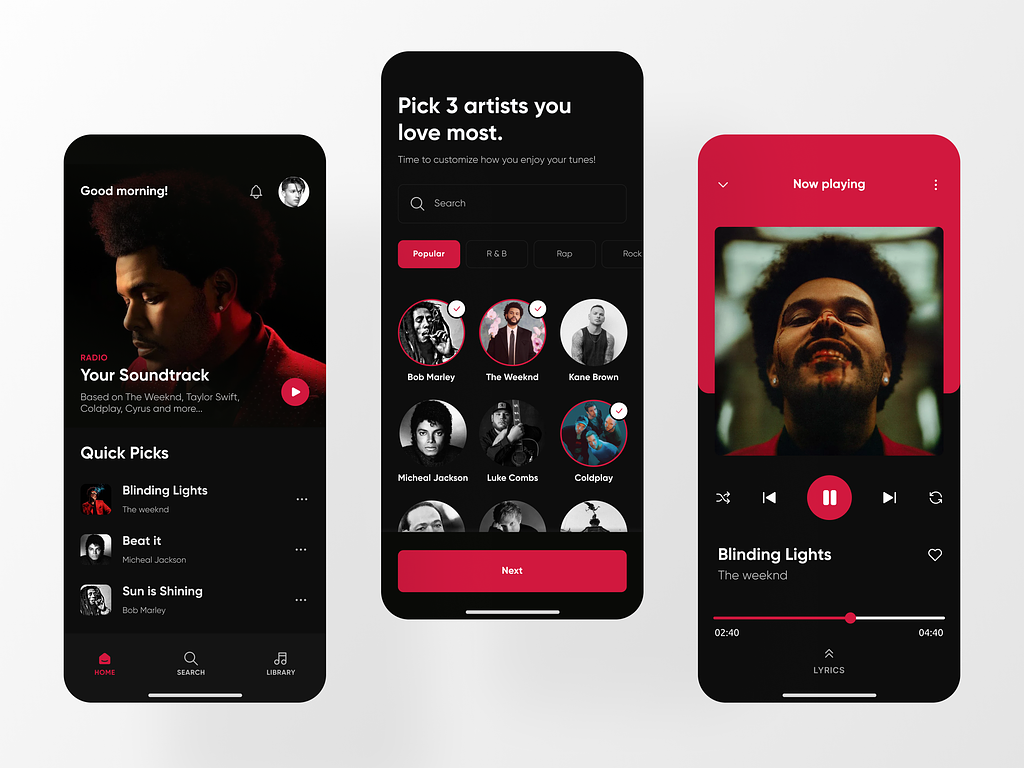 Good morning!
RADIO
Your Soundtrack
Based on The Weeknd, Taylor Swift,
Coldplay, Cyrus and more...
Quick Picks
Blinding Lights
The weeknd
Beat it
Micheal Jackson
Sun is Shining
Bob Marley
HOME
SEARCH
LIBRARY
Pick 3 artists you
love most.
Time to customize how you enjoy your tunes!
Search
Popular
R & B
Rap
Rock
Bob Marley
The Weeknd
Kane Brown
Micheal Jackson
Luke Combs
Coldplay
Next
Now playing
Blinding Lights
The weeknd
02:40
04:40
LYRICS